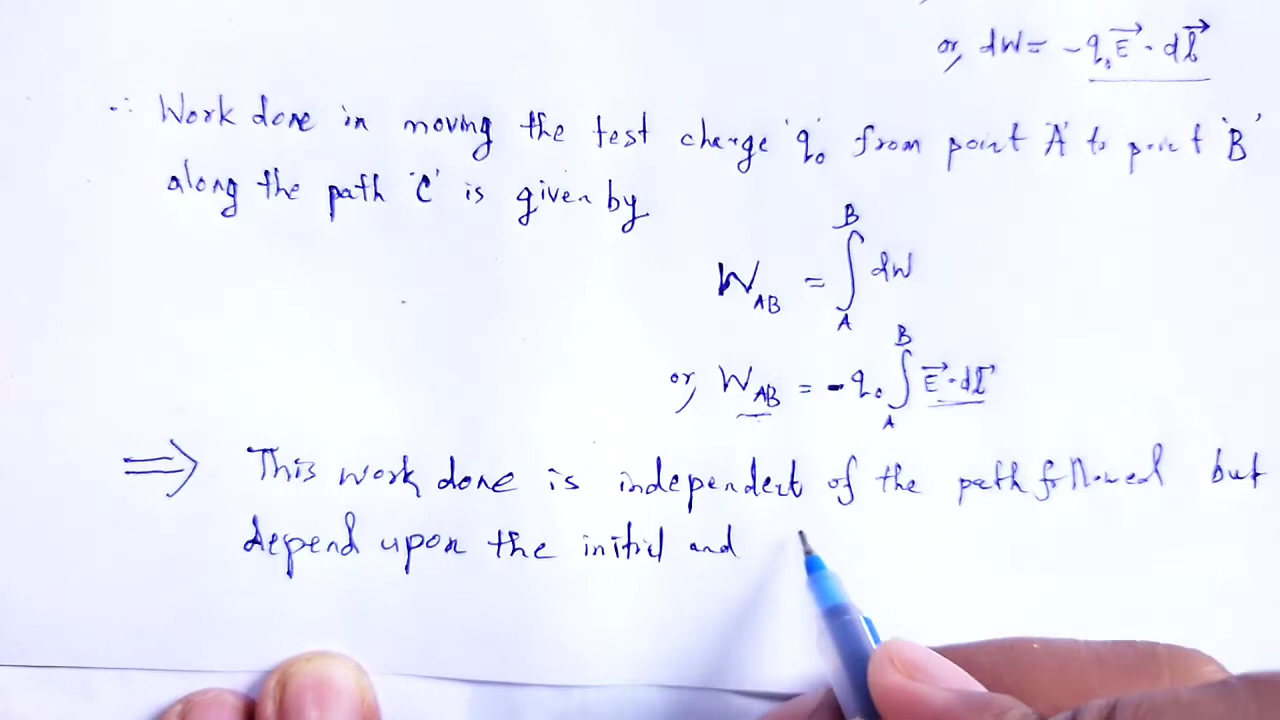 or, dW = -q₀E⃗ · dl⃗
∴ Work done in moving the test charge 'q₀' from point 'A' to point 'B'
along the path 'C' is given by
W_AB = ∫_A^B dW
or, W_AB = -q₀ ∫_A^B E⃗ · dl⃗
⟹ This work done is independent of the path followed but
depend upon the initial and